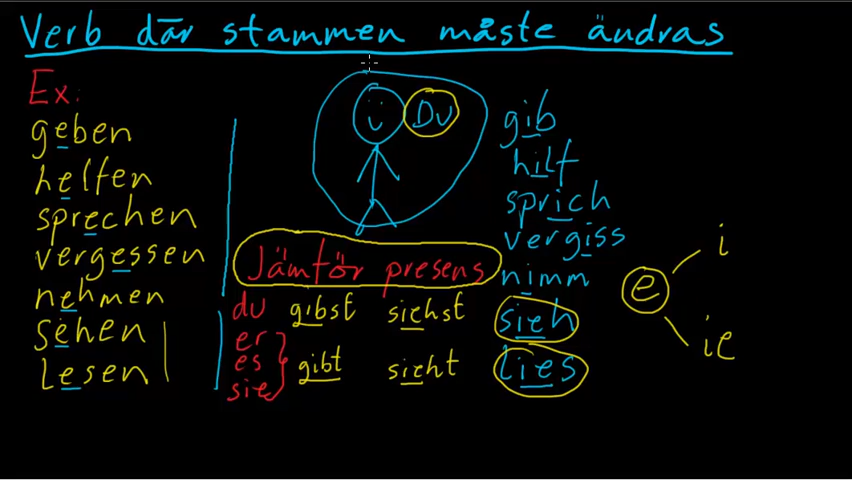 Verb där stammen måste ändras
Ex:
geben
helfen
sprechen
vergessen
nehmen
sehen
lesen
Du
Jämför presens
du gibst siehst
er
es gibt sieht
sie
gib
hilf
sprich
vergiss
nimm
sieh
lies
e
i
ie